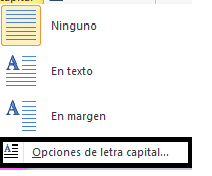 Ninguno
En texto
En margen
Opciones de letra capital...